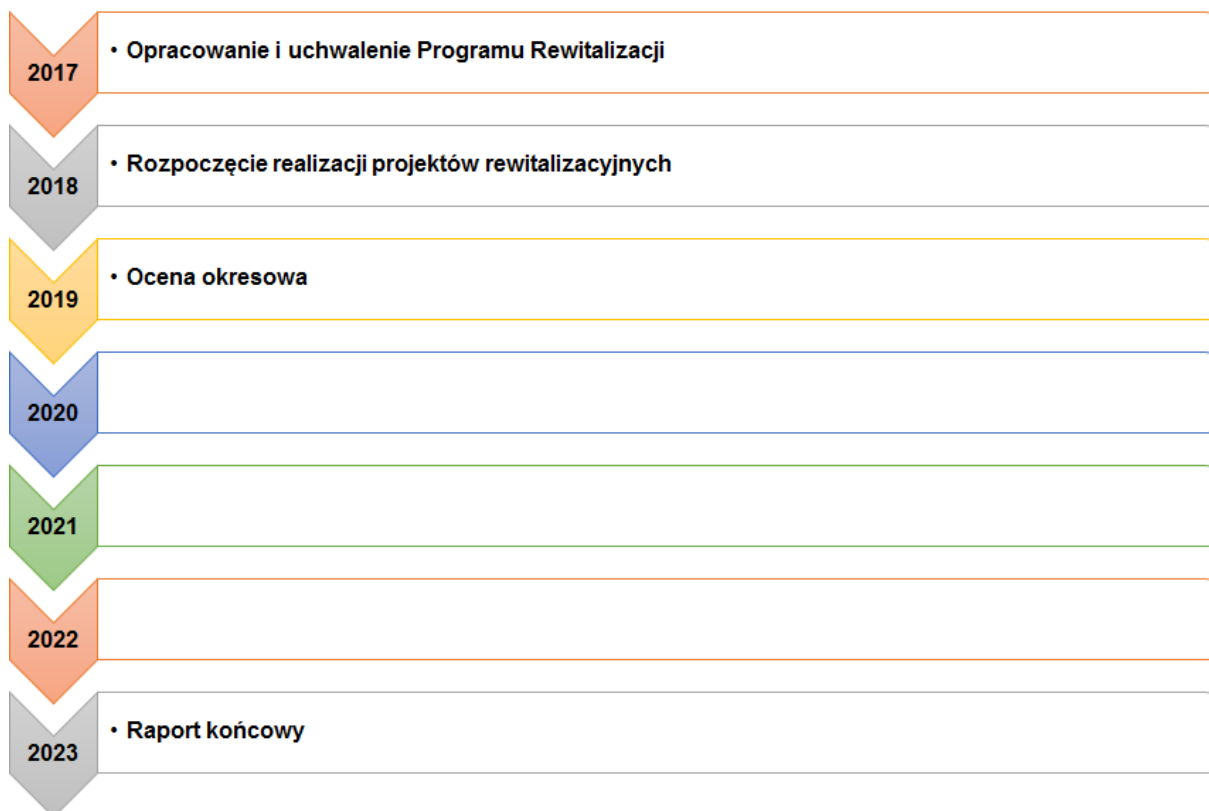 2017
• Opracowanie i uchwalenie Programu Rewitalizacji
2018
• Rozpoczęcie realizacji projektów rewitalizacyjnych
2019
• Ocena okresowa
2020
2021
2022
2023
• Raport końcowy